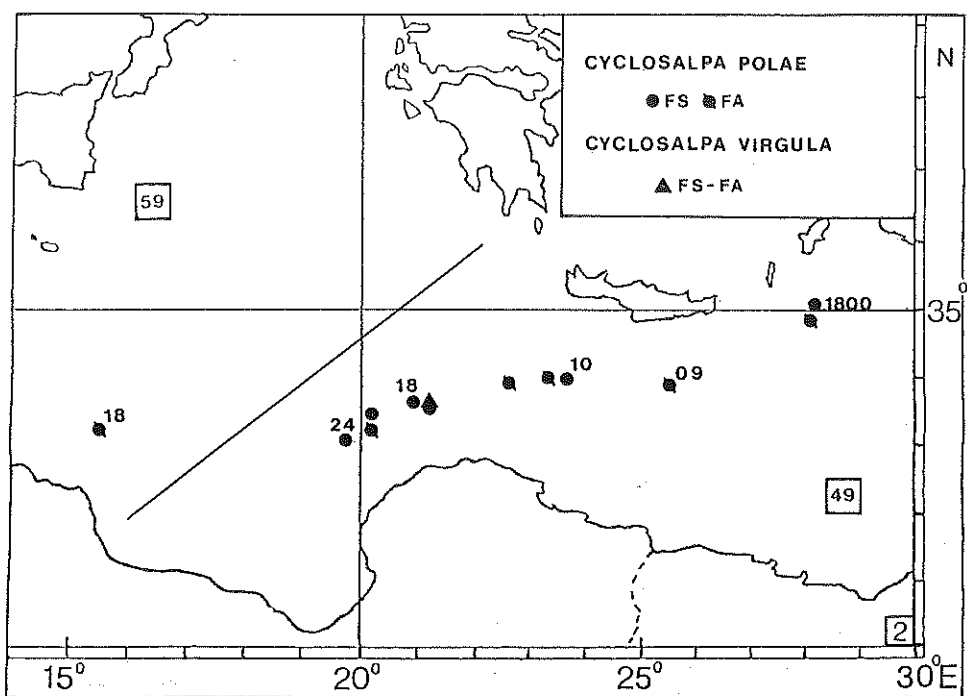 N
CYCLOSALPA POLAE
FS FA
CYCLOSALPA VIRGULA
FS-FA
59
35°
1800
10
09
18
18
24
49
2
15° 20° 25° 30°E